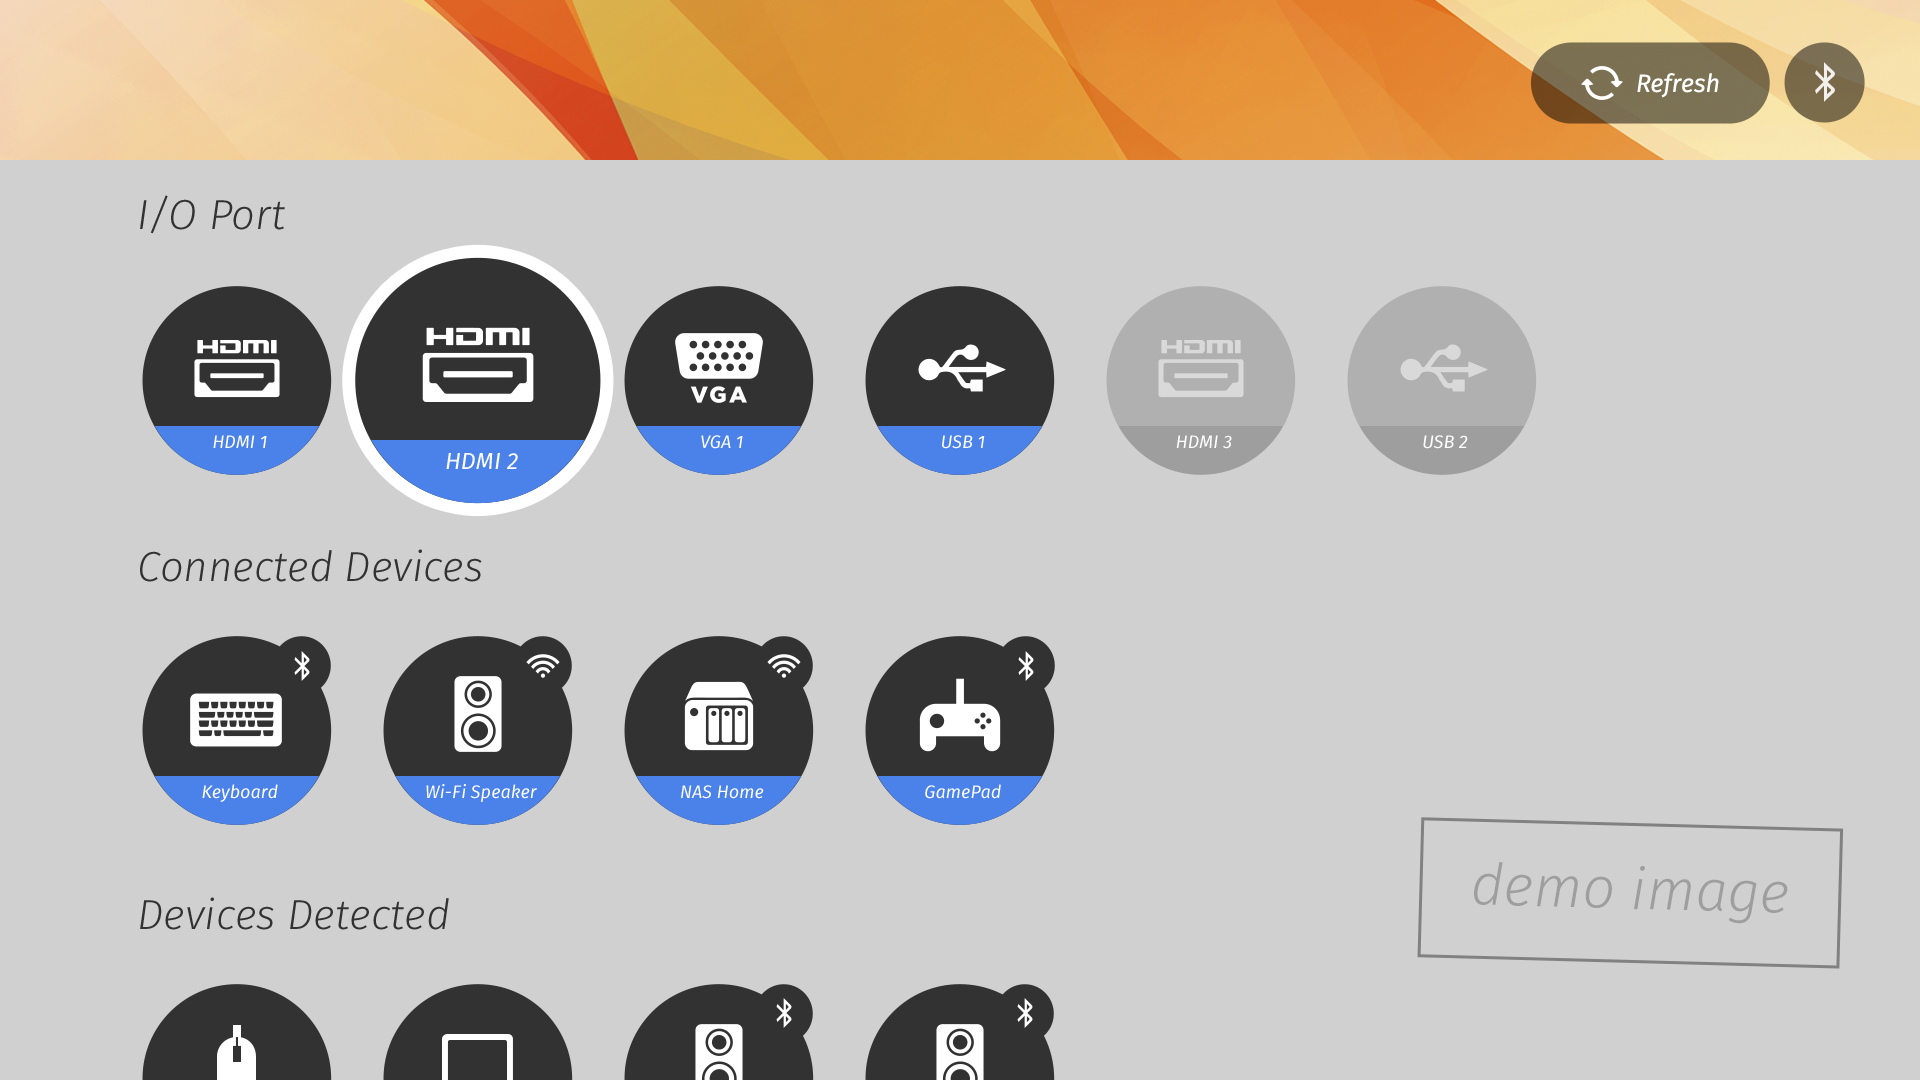 Refresh
I/O Port
HDMI
HDMI 1
HDMI
HDMI 2
VGA
VGA 1
USB 1
HDMI
HDMI 3
USB 2
Connected Devices
Keyboard
Wi-Fi Speaker
NAS Home
GamePad
Devices Detected
demo image